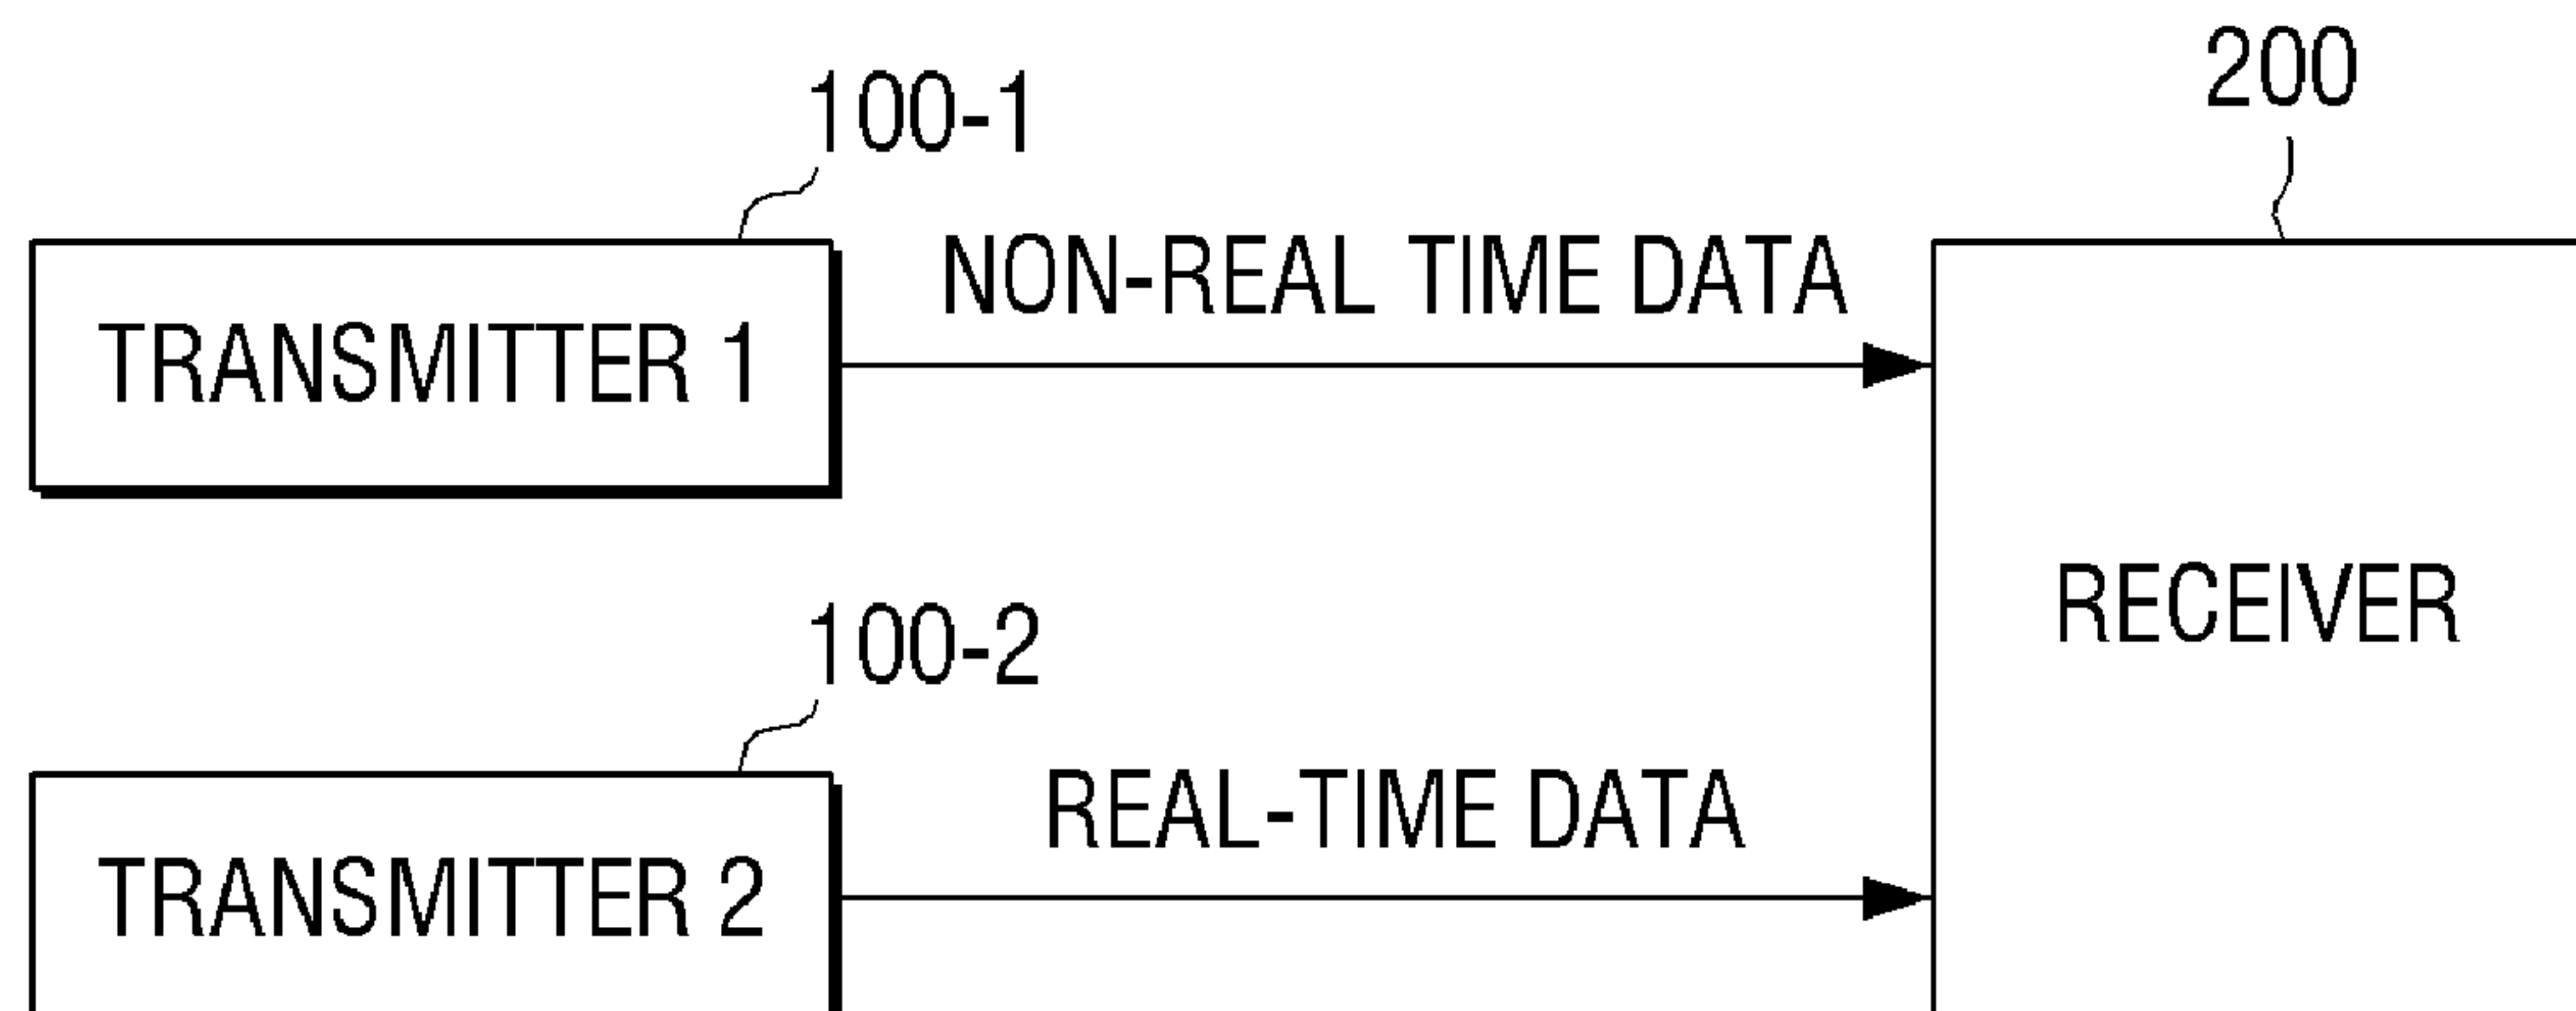 200
100-1
NON-REAL TIME DATA
TRANSMITTER 1
RECEIVER
100-2
REAL-TIME DATA
TRANSMITTER 2